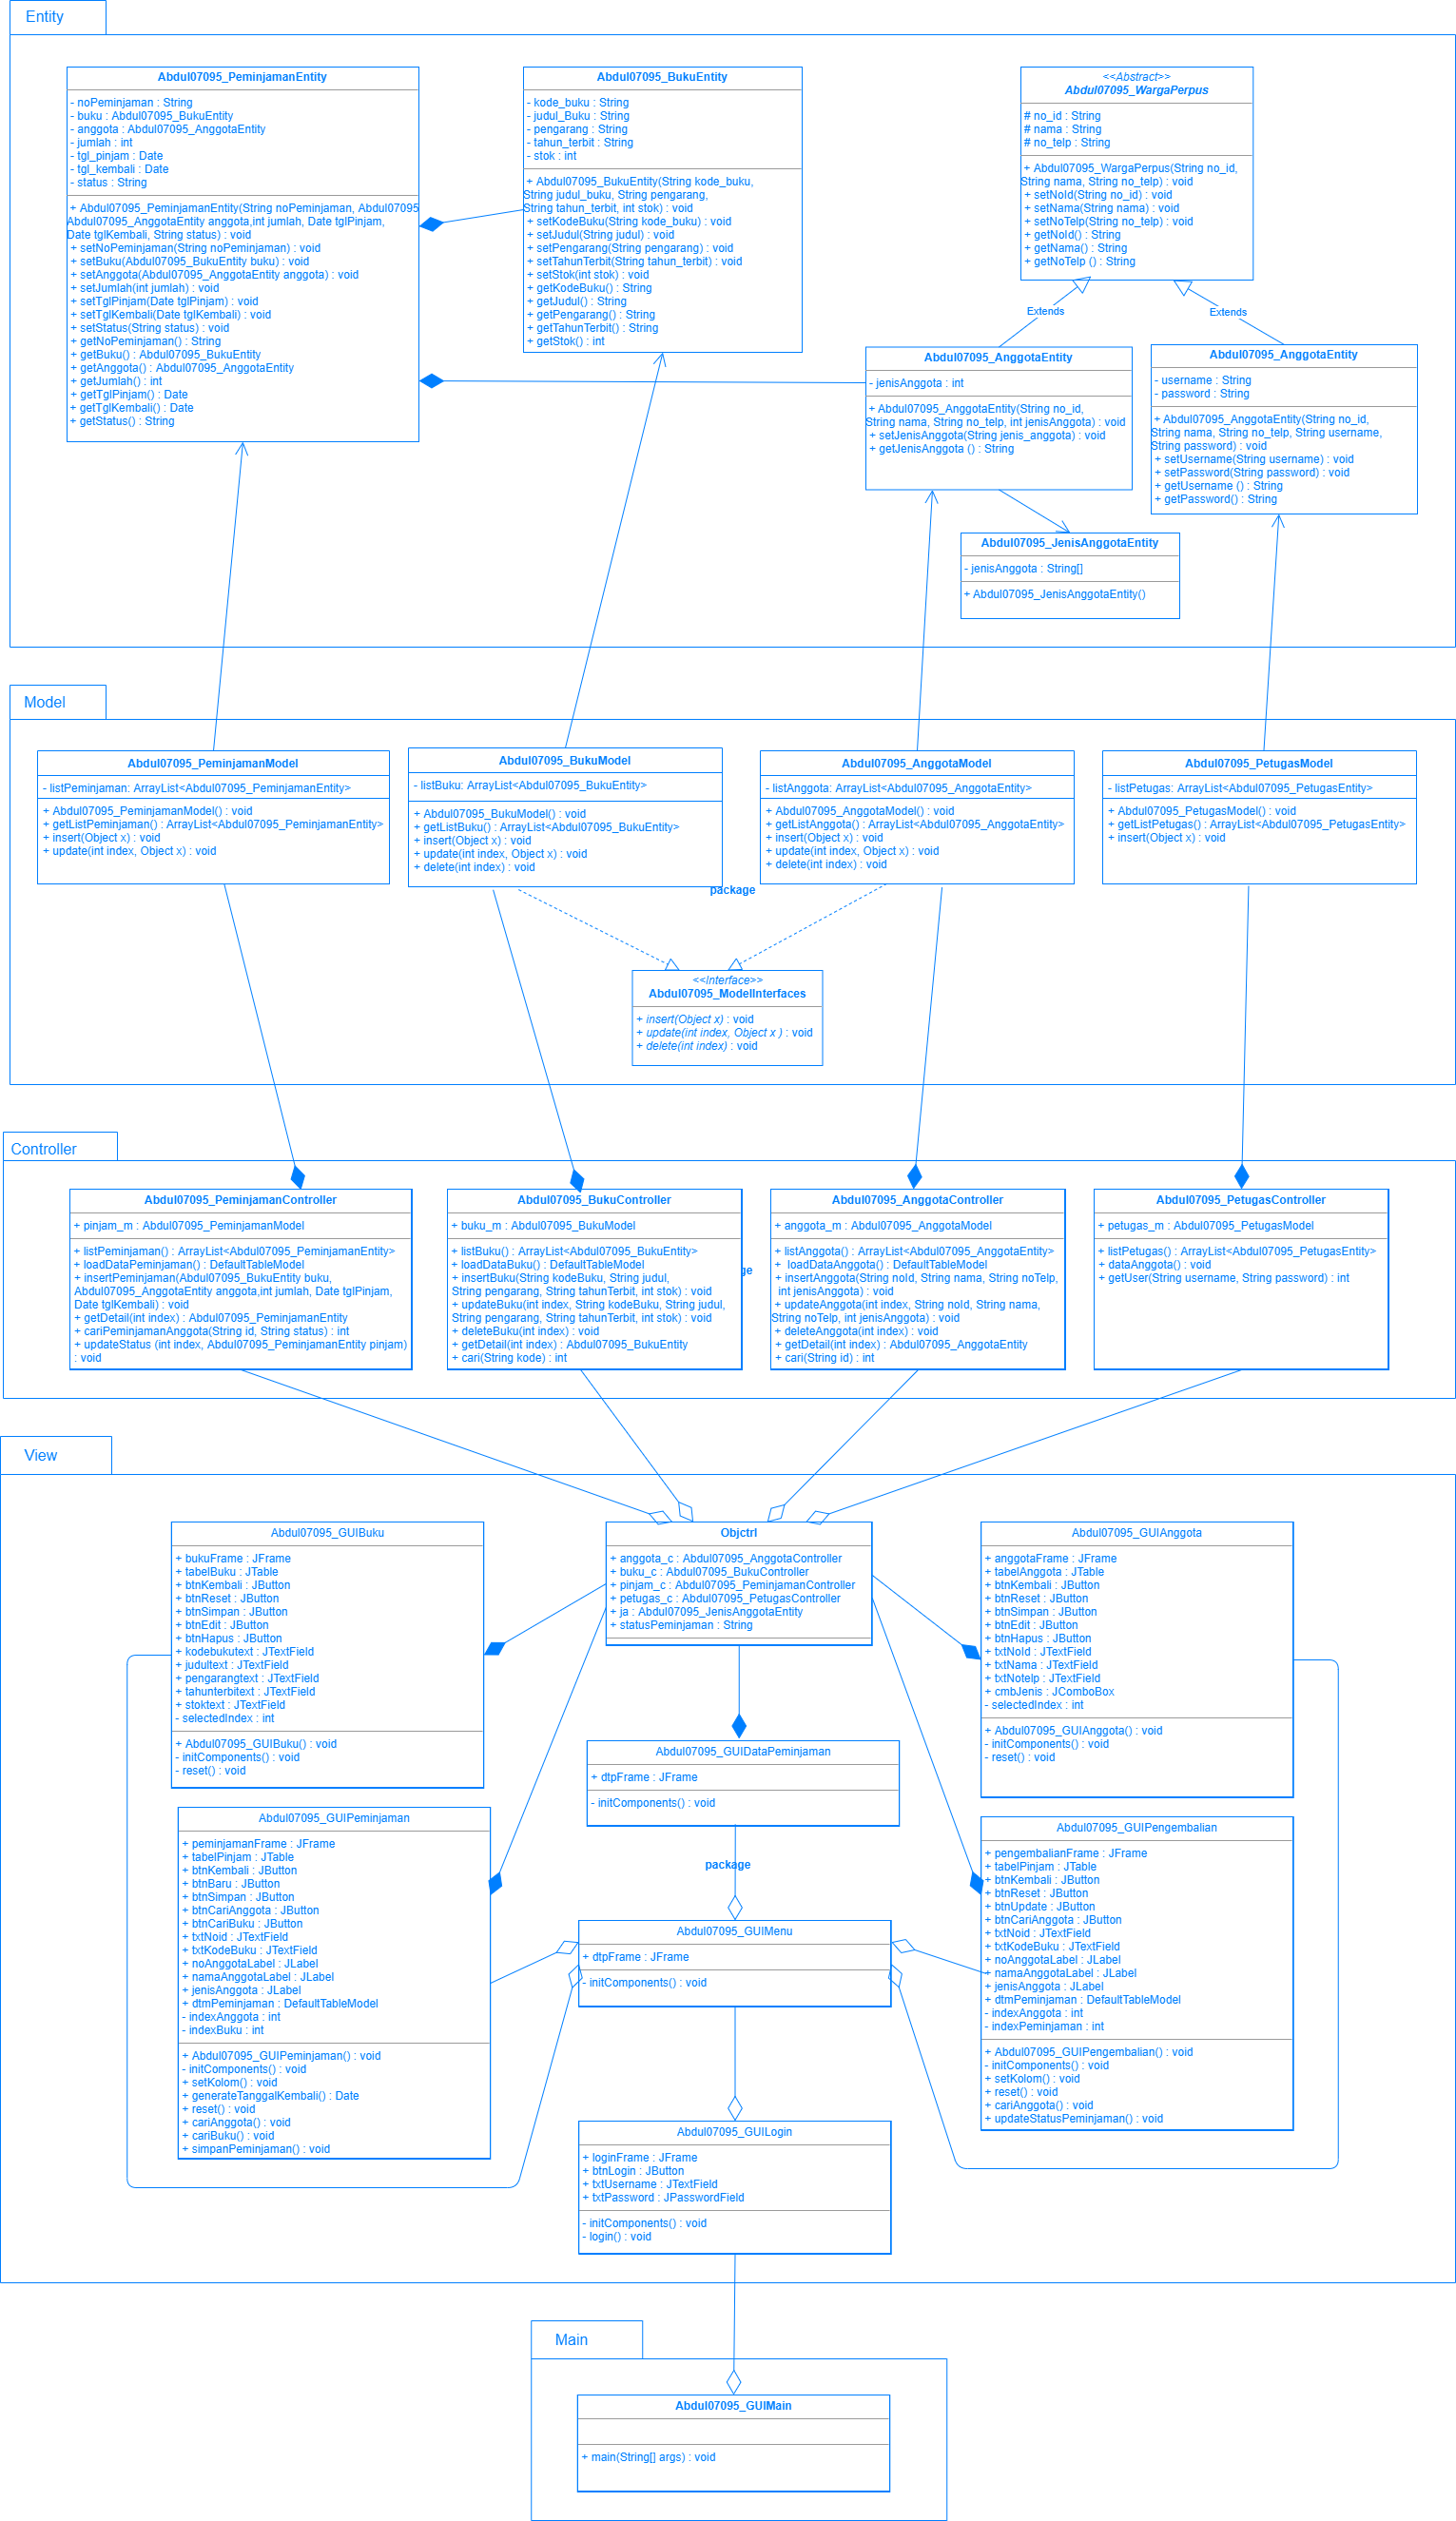 Entity
Abdul07095_PeminjamanEntity
- noPeminjaman : String
- buku : Abdul07095_BukuEntity
- anggota : Abdul07095_AnggotaEntity
- jumlah : int
- tgl_pinjam : Date
- tgl_kembali : Date
- status : String
+ Abdul07095_PeminjamanEntity(String noPeminjaman, Abdul07095
Abdul07095_AnggotaEntity anggota,int jumlah, Date tglPinjam,
Date tglKembali, String status) : void
+ setNoPeminjaman(String noPeminjaman) : void
+ setBuku(Abdul07095_BukuEntity buku) : void
+ setAnggota(Abdul07095_AnggotaEntity anggota) : void
+ setJumlah(int jumlah) : void
+ setTglPinjam(Date tglPinjam) : void
+ setTglKembali(Date tglKembali) : void
+ setStatus(String status) : void
+ getNoPeminjaman() : String
+ getBuku() : Abdul07095_BukuEntity
+ getAnggota() : Abdul07095_AnggotaEntity
+ getJumlah() : int
+ getTglPinjam() : Date
+ getTglKembali() : Date
+ getStatus() : String
Abdul07095_BukuEntity
- kode_buku : String
- judul_Buku : String
- pengarang : String
- tahun_terbit : String
- stok : int
+ Abdul07095_BukuEntity(String kode_buku,
String judul_buku, String pengarang,
String tahun_terbit, int stok) : void
+ setKodeBuku(String kode_buku) : void
+ setJudul(String judul) : void
+ setPengarang(String pengarang) : void
+ setTahunTerbit(String tahun_terbit) : void
+ setStok(int stok) : void
+ getKodeBuku() : String
+ getJudul() : String
+ getPengarang() : String
+ getTahunTerbit() : String
+ getStok() : int
<<Abstract>>
Abdul07095_WargaPerpus
# no_id : String
# nama : String
# no_telp : String
+ Abdul07095_WargaPerpus(String no_id,
String nama, String no_telp) : void
+ setNoId(String no_id) : void
+ setNama(String nama) : void
+ setNoTelp(String no_telp) : void
+ getNoId() : String
+ getNama() : String
+ getNoTelp () : String
Extends
Extends
Abdul07095_AnggotaEntity
- jenisAnggota : int
+ Abdul07095_AnggotaEntity(String no_id,
String nama, String no_telp, int jenisAnggota) : void
+ setJenisAnggota(String jenis_anggota) : void
+ getJenisAnggota () : String
Abdul07095_AnggotaEntity
- username : String
- password : String
+ Abdul07095_AnggotaEntity(String no_id,
String nama, String no_telp, String username,
String password) : void
+ setUsername(String username) : void
+ setPassword(String password) : void
+ getUsername () : String
+ getPassword() : String
Abdul07095_JenisAnggotaEntity
- jenisAnggota : String[]
+ Abdul07095_JenisAnggotaEntity()
Model
Abdul07095_PeminjamanModel
- listPeminjaman: ArrayList<Abdul07095_PeminjamanEntity>
+ Abdul07095_PeminjamanModel() : void
+ getListPeminjaman() : ArrayList<Abdul07095_PeminjamanEntity>
+ insert(Object x) : void
+ update(int index, Object x) : void
Abdul07095_BukuModel
- listBuku: ArrayList<Abdul07095_BukuEntity>
+ Abdul07095_BukuModel() : void
+ getListBuku() : ArrayList<Abdul07095_BukuEntity>
+ insert(Object x) : void
+ update(int index, Object x) : void
+ delete(int index) : void
Abdul07095_AnggotaModel
- listAnggota: ArrayList<Abdul07095_AnggotaEntity>
+ Abdul07095_AnggotaModel() : void
+ getListAnggota() : ArrayList<Abdul07095_AnggotaEntity>
+ insert(Object x) : void
+ update(int index, Object x) : void
+ delete(int index) : void
Abdul07095_PetugasModel
- listPetugas: ArrayList<Abdul07095_PetugasEntity>
+ Abdul07095_PetugasModel() : void
+ getListPetugas() : ArrayList<Abdul07095_PetugasEntity>
+ insert(Object x) : void
package
<<Interface>>
Abdul07095_ModelInterfaces
+ insert(Object x) : void
+ update(int index, Object x ) : void
+ delete(int index) : void
Controller
Abdul07095_PeminjamanController
+ pinjam_m : Abdul07095_PeminjamanModel
+ listPeminjaman() : ArrayList<Abdul07095_PeminjamanEntity>
+ loadDataPeminjaman() : DefaultTableModel
+ insertPeminjaman(Abdul07095_BukuEntity buku,
Abdul07095_AnggotaEntity anggota,int jumlah, Date tglPinjam,
Date tglKembali) : void
+ getDetail(int index) : Abdul07095_PeminjamanEntity
+ cariPeminjamanAnggota(String id, String status) : int
+ updateStatus (int index, Abdul07095_PeminjamanEntity pinjam)
: void
Abdul07095_BukuController
+ buku_m : Abdul07095_BukuModel
+ listBuku() : ArrayList<Abdul07095_BukuEntity>
+ loadDataBuku() : DefaultTableModel
+ insertBuku(String kodeBuku, String judul,
String pengarang, String tahunTerbit, int stok) : void
+ updateBuku(int index, String kodeBuku, String judul,
String pengarang, String tahunTerbit, int stok) : void
+ deleteBuku(int index) : void
+ getDetail(int index) : Abdul07095_BukuEntity
+ cari(String kode) : int
ge
Abdul07095_AnggotaController
+ anggota_m : Abdul07095_AnggotaModel
+ listAnggota() : ArrayList<Abdul07095_AnggotaEntity>
+ loadDataAnggota() : DefaultTableModel
+ insertAnggota(String noId, String nama, String noTelp,
int jenisAnggota) : void
+ updateAnggota(int index, String noId, String nama,
String noTelp, int jenisAnggota) : void
+ deleteAnggota(int index) : void
+ getDetail(int index) : Abdul07095_AnggotaEntity
+ cari(String id) : int
Abdul07095_PetugasController
+ petugas_m : Abdul07095_PetugasModel
+ listPetugas() : ArrayList<Abdul07095_PetugasEntity>
+ dataAnggota() : void
+ getUser(String username, String password) : int
View
Abdul07095_GUIBuku
+ bukuFrame : JFrame
+ tabelBuku : JTable
+ btnKembali : JButton
+ btnReset : JButton
+ btnSimpan : JButton
+ btnEdit : JButton
+ btnHapus : JButton
+ kodebukutext : JTextField
+ judultext : JTextField
+ pengarangtext : JTextField
+ tahunterbitext : JTextField
+ stoktext : JTextField
- selectedIndex : int
+ Abdul07095_GUIBuku() : void
- initComponents() : void
- reset() : void
Objctrl
+ anggota_c : Abdul07095_AnggotaController
+ buku_c : Abdul07095_BukuController
+ pinjam_c : Abdul07095_PeminjamanController
+ petugas_c : Abdul07095_PetugasController
+ ja : Abdul07095_JenisAnggotaEntity
+ statusPeminjaman : String
Abdul07095_GUIAnggota
+ anggotaFrame : JFrame
+ tabelAnggota : JTable
+ btnKembali : JButton
+ btnReset : JButton
+ btnSimpan : JButton
+ btnEdit : JButton
+ btnHapus : JButton
+ txtNoId : JTextField
+ txtNama : JTextField
+ txtNotelp : JTextField
+ cmbJenis : JComboBox
- selectedIndex : int
+ Abdul07095_GUIAnggota() : void
- initComponents() : void
- reset() : void
Abdul07095_GUIDataPeminjaman
+ dtpFrame : JFrame
- initComponents() : void
Abdul07095_GUIPeminjaman
+ peminjamanFrame : JFrame
+ tabelPinjam : JTable
+ btnKembali : JButton
+ btnBaru : JButton
+ btnSimpan : JButton
+ btnCariAnggota : JButton
+ btnCariBuku : JButton
+ txtNoid : JTextField
+ txtKodeBuku : JTextField
+ noAnggotaLabel : JLabel
+ namaAnggotaLabel : JLabel
+ jenisAnggota : JLabel
+ dtmPeminjaman : DefaultTableModel
- indexAnggota : int
- indexBuku : int
+ Abdul07095_GUIPeminjaman() : void
- initComponents() : void
+ setKolom() : void
+ generateTanggalKembali() : Date
+ reset() : void
+ cariAnggota() : void
+ cariBuku() : void
+ simpanPeminjaman() : void
package
Abdul07095_GUIMenu
+ dtpFrame : JFrame
- initComponents() : void
Abdul07095_GUIPengembalian
+ pengembalianFrame : JFrame
+ tabelPinjam : JTable
+ btnKembali : JButton
+ btnReset : JButton
+ btnUpdate : JButton
+ btnCariAnggota : JButton
+ txtNoid : JTextField
+ txtKodeBuku : JTextField
+ noAnggotaLabel : JLabel
+ namaAnggotaLabel : JLabel
+ jenisAnggota : JLabel
+ dtmPeminjaman : DefaultTableModel
- indexAnggota : int
- indexPeminjaman : int
+ Abdul07095_GUIPengembalian() : void
- initComponents() : void
+ setKolom() : void
+ reset() : void
+ cariAnggota() : void
+ updateStatusPeminjaman() : void
Abdul07095_GUILogin
+ loginFrame : JFrame
+ btnLogin : JButton
+ txtUsername : JTextField
+ txtPassword : JPasswordField
- initComponents() : void
- login() : void
Main
Abdul07095_GUIMain
+ main(String[] args) : void